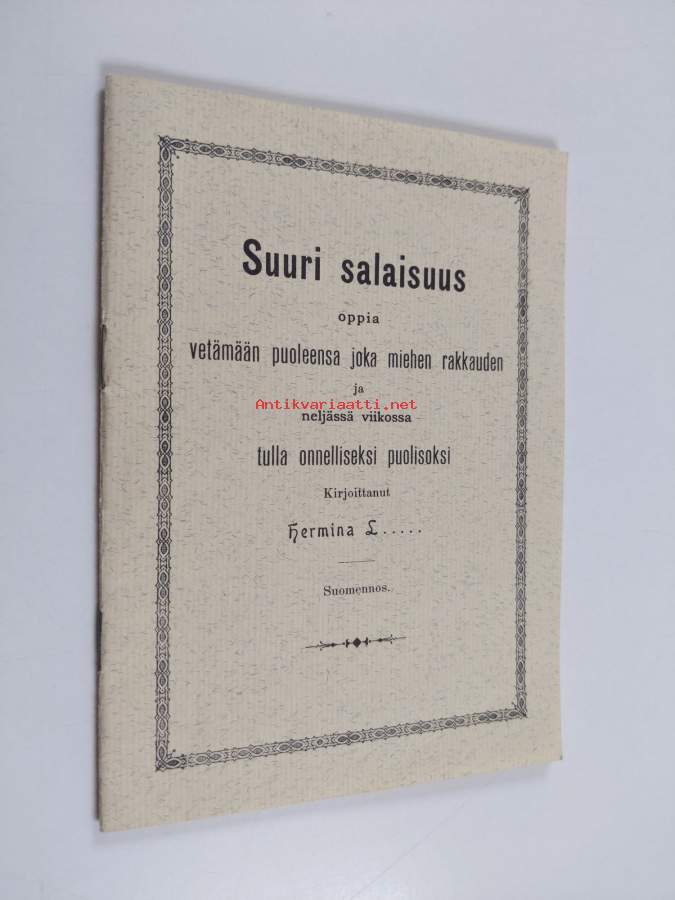 Suuri salaisuus
oppia
vetämään puoleensa joka miehen rakkauden
ja
Antikvariaatti.net
neljässä viikossa
tulla onnelliseksi puolisoksi
Kirjoittanut
Hermina L.....
Suomennos.